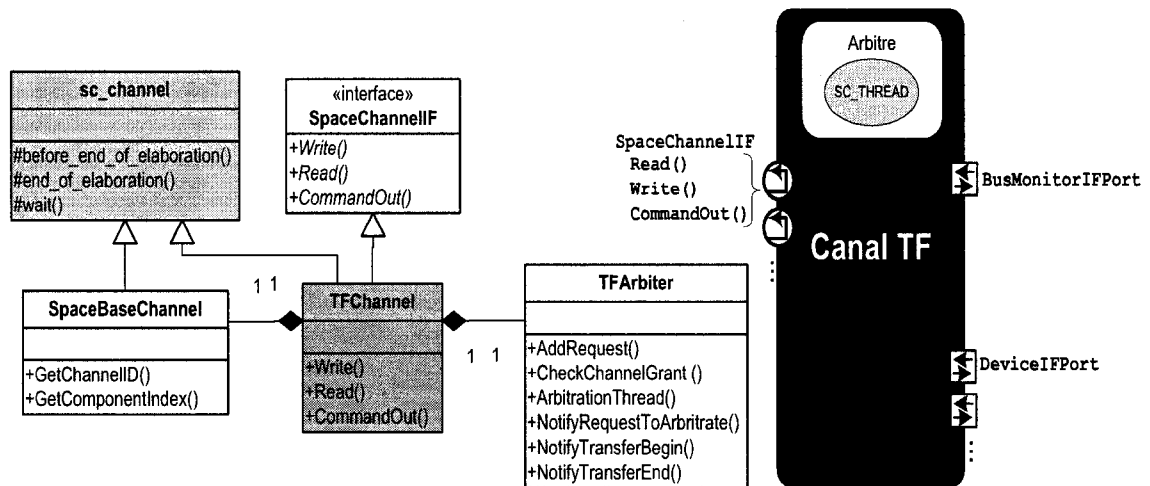 sc_channel
#before_end_of_elaboration()
#end_of_elaboration()
#wait()
«interface»
SpaceChannelIF
+Write()
+Read()
+CommandOut()
SpaceBaseChannel
+GetChannelID()
+GetComponentIndex()
1 1
TFChannel
+Write()
+Read()
+CommandOut()
1 1
TFArbiter
+AddRequest()
+CheckChannelGrant ()
+ArbitrationThread()
+NotifyRequestToArbritrate()
+NotifyTransferBegin()
+NotifyTransferEnd()
Arbitre
SC_THREAD
SpaceChannelIF
Read()
Write()
CommandOut()
BusMonitorIFPort
Canal TF
DeviceIFPort